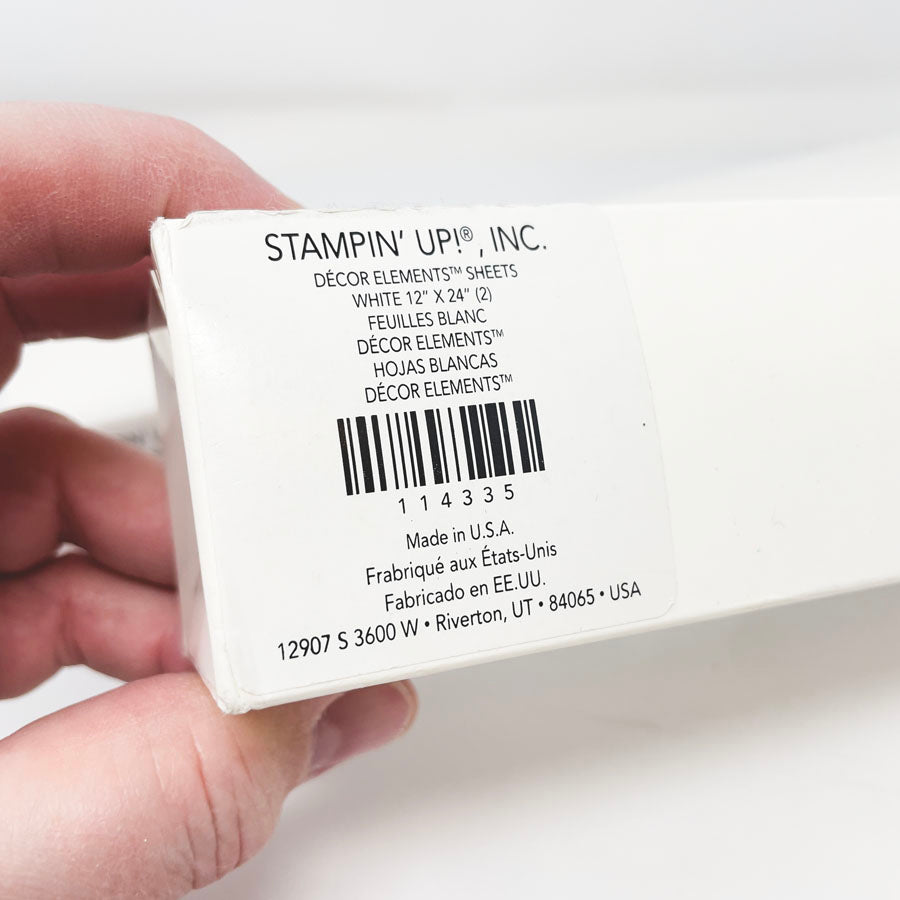 STAMPIN' UP!®, INC.
DÉCOR ELEMENTS™ SHEETS
WHITE 12" X 24" (2)
FEUILLES BLANC
DÉCOR ELEMENTS™
HOJAS BLANCAS
DÉCOR ELEMENTS™
114335
Made in U.S.A.
Frabriqué aux États-Unis
Fabricado en EE.UU.
12907 S 3600 W • Riverton, UT • 84065 • USA